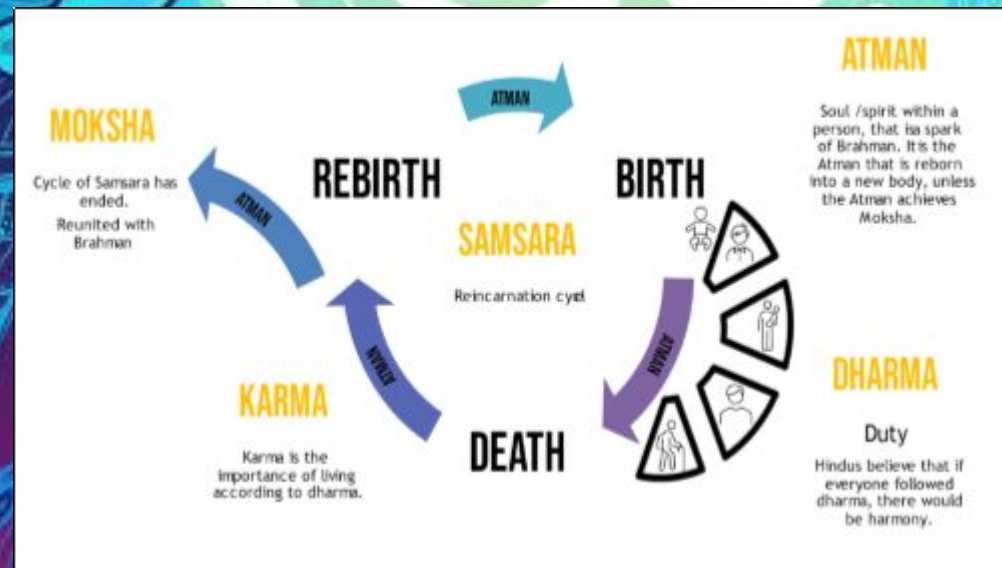 ATMAN
Soul /spirit within a
person, that isa spark
of Brahman. It is the
Atman that is reborn
into a new body, unless
the Atman achieves
Moksha.
MOKSHA
Cycle of Samsara has
ended.
Reunited with
Brahman
ATMAN
REBIRTH
BIRTH
ATMAN
SAMSARA
Reincarnation cycel
ATMAN
ATMAN
KARMA
Karma is the
importance of living
according to dharma.
DEATH
DHARMA
Duty
Hindus believe that if
everyone followed
dharma, there would
be harmony.